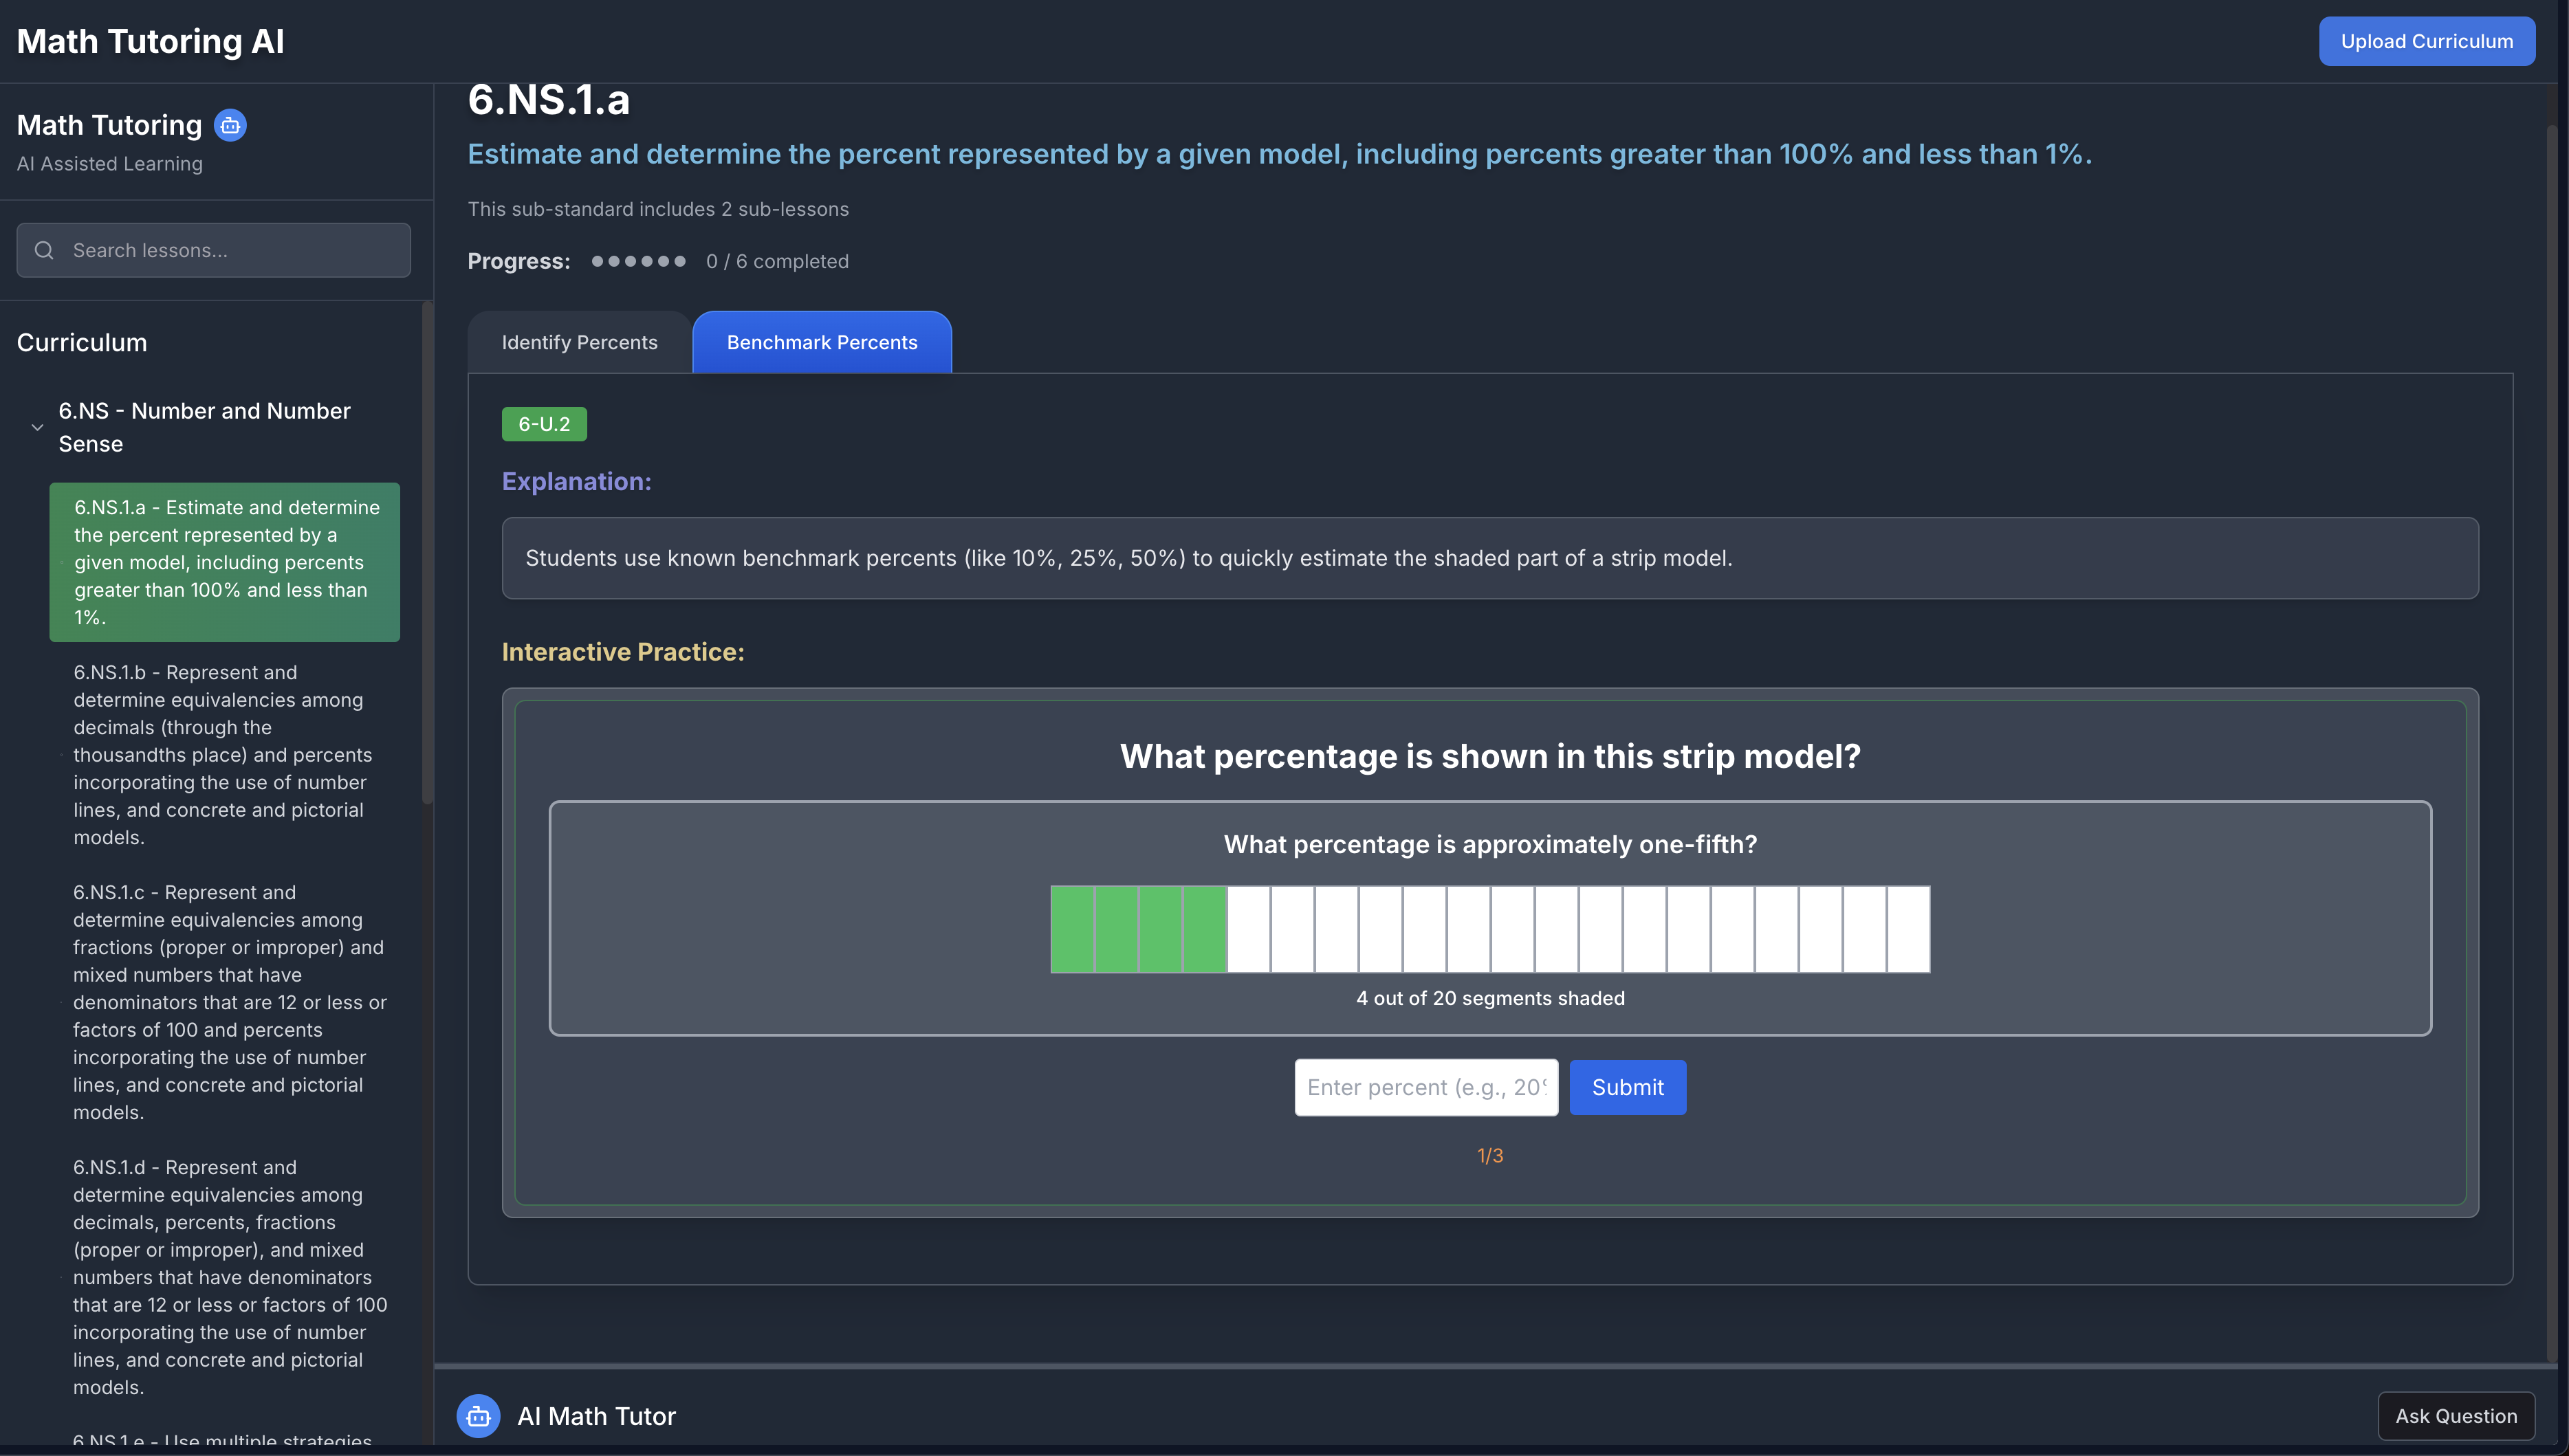 Math Tutoring AI
Upload Curriculum
Math Tutoring
AI Assisted Learning
Search lessons...
Curriculum
6.NS - Number and Number
Sense
6.NS.1.a - Estimate and determine
the percent represented by a
given model, including percents
greater than 100% and less than
1%.
6.NS.1.b - Represent and
determine equivalencies among
decimals (through the
thousandths place) and percents
incorporating the use of number
lines, and concrete and pictorial
models.
6.NS.1.c - Represent and
determine equivalencies among
fractions (proper or improper) and
mixed numbers that have
denominators that are 12 or less or
factors of 100 and percents
incorporating the use of number
lines, and concrete and pictorial
models.
6.NS.1.d - Represent and
determine equivalencies among
decimals, percents, fractions
(proper or improper), and mixed
numbers that have denominators
that are 12 or less or factors of 100
incorporating the use of number
lines, and concrete and pictorial
models.
6.NS.1.e - Use multiple strategies
6.NS.1.a
Estimate and determine the percent represented by a given model, including percents greater than 100% and less than 1%.
This sub-standard includes 2 sub-lessons
Progress: 0 / 6 completed
Identify Percents
Benchmark Percents
6-U.2
Explanation:
Students use known benchmark percents (like 10%, 25%, 50%) to quickly estimate the shaded part of a strip model.
Interactive Practice:
What percentage is shown in this strip model?
What percentage is approximately one-fifth?
4 out of 20 segments shaded
Enter percent (e.g., 20%
Submit
1/3
AI Math Tutor
Ask Question